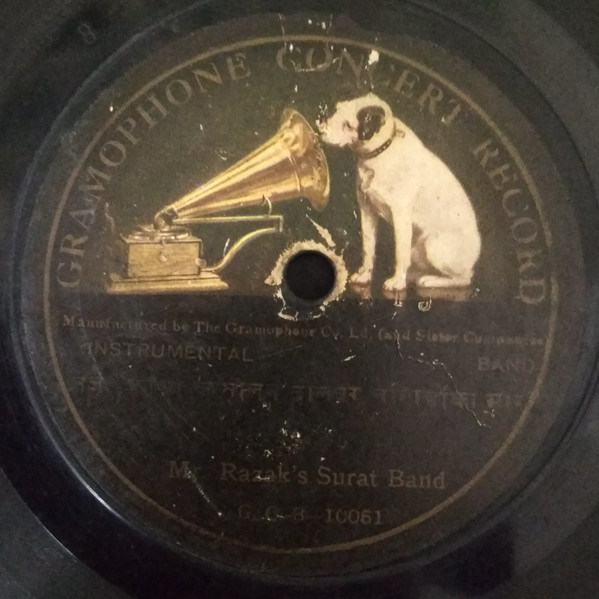 GRAMOPHONE CONCERT RECORD
Manufactured by The Gramophone Co. Ld. (and Sister Companies
INSTRUMENTAL BAND
Mr. Razak's Surat Band
G. C-8-10061